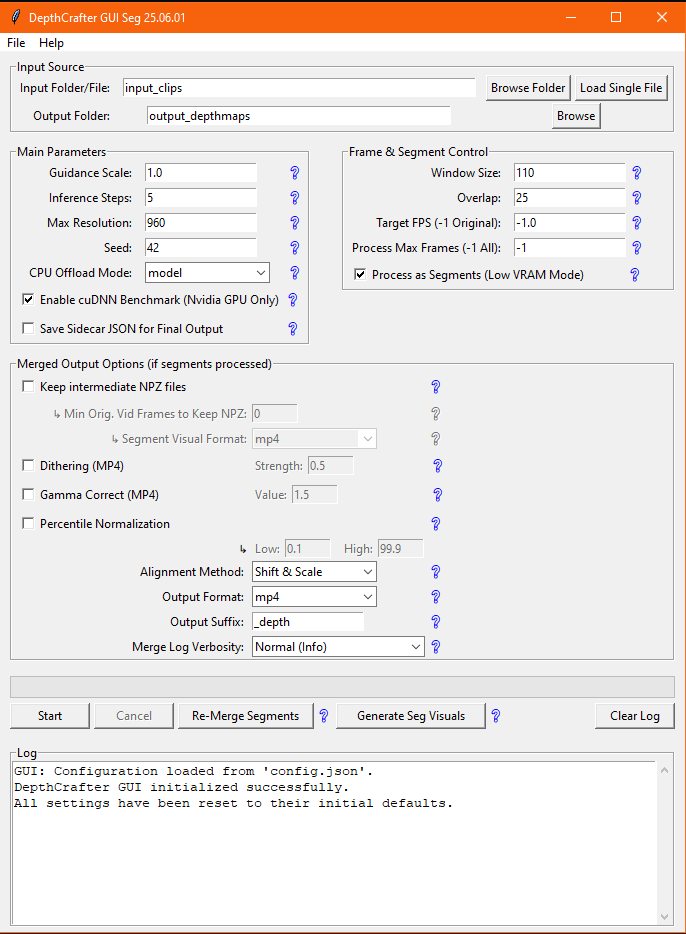 DepthCrafter GUI Seg 25.06.01
File Help
Input Source
Input Folder/File: input_clips Browse Folder Load Single File
Output Folder: output_depthmaps Browse
Main Parameters
Guidance Scale: 1.0 ?
Inference Steps: 5 ?
Max Resolution: 960 ?
Seed: 42 ?
CPU Offload Mode: model ?
Enable cuDNN Benchmark (Nvidia GPU Only) ?
Save Sidecar JSON for Final Output ?
Frame & Segment Control
Window Size: 110 ?
Overlap: 25 ?
Target FPS (-1 Original): -1.0 ?
Process Max Frames (-1 All): -1 ?
Process as Segments (Low VRAM Mode) ?
Merged Output Options (if segments processed)
Keep intermediate NPZ files ?
↳ Min Orig. Vid Frames to Keep NPZ: 0 ?
↳ Segment Visual Format: mp4 ?
Dithering (MP4) Strength: 0.5 ?
Gamma Correct (MP4) Value: 1.5 ?
Percentile Normalization ?
↳ Low: 0.1 High: 99.9
Alignment Method: Shift & Scale ?
Output Format: mp4 ?
Output Suffix: _depth ?
Merge Log Verbosity: Normal (Info) ?
Start Cancel Re-Merge Segments ? Generate Seg Visuals ? Clear Log
Log
GUI: Configuration loaded from 'config.json'.
DepthCrafter GUI initialized successfully.
All settings have been reset to their initial defaults.